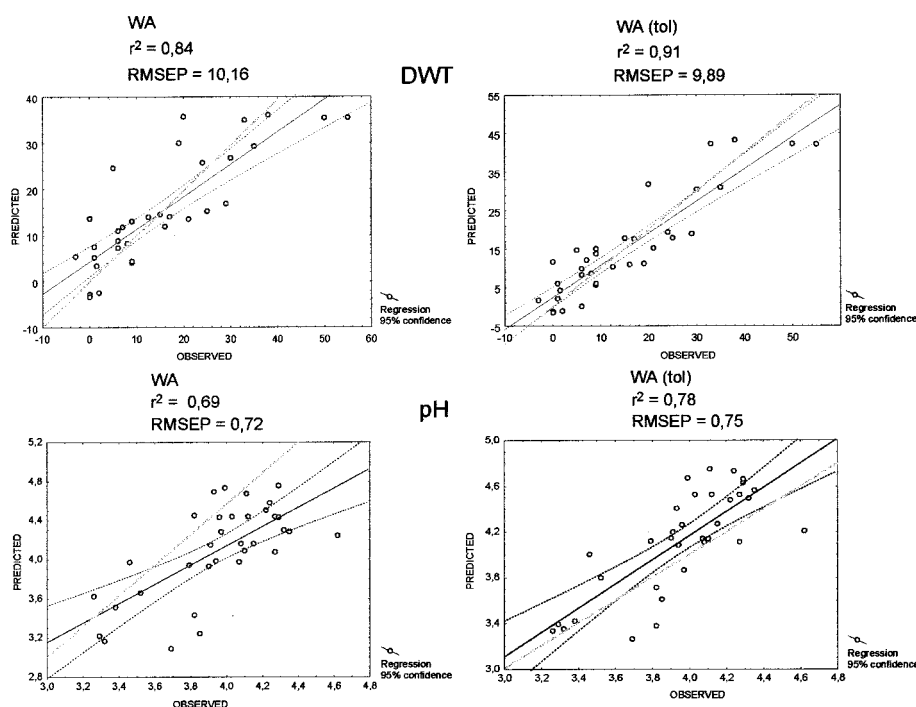 WA
r² = 0,84
RMSEP = 10,16
DWT
WA (tol)
r² = 0,91
RMSEP = 9,89
PREDICTED
40
30
20
10
0
-10
-10 0 10 20 30 40 50 60
OBSERVED
Regression
95% confidence
PREDICTED
55
45
35
25
15
5
-5
-10 0 10 20 30 40 50 60
OBSERVED
Regression
95% confidence
WA
r² = 0,69
RMSEP = 0,72
pH
WA (tol)
r² = 0,78
RMSEP = 0,75
PREDICTED
5,2
4,8
4,4
4,0
3,6
3,2
2,8
3,0 3,2 3,4 3,6 3,8 4,0 4,2 4,4 4,6 4,8
OBSERVED
Regression
95% confidence
PREDICTED
5,0
4,6
4,2
3,8
3,4
3,0
3,0 3,2 3,4 3,6 3,8 4,0 4,2 4,4 4,6 4,8
OBSERVED
Regression
95% confidence